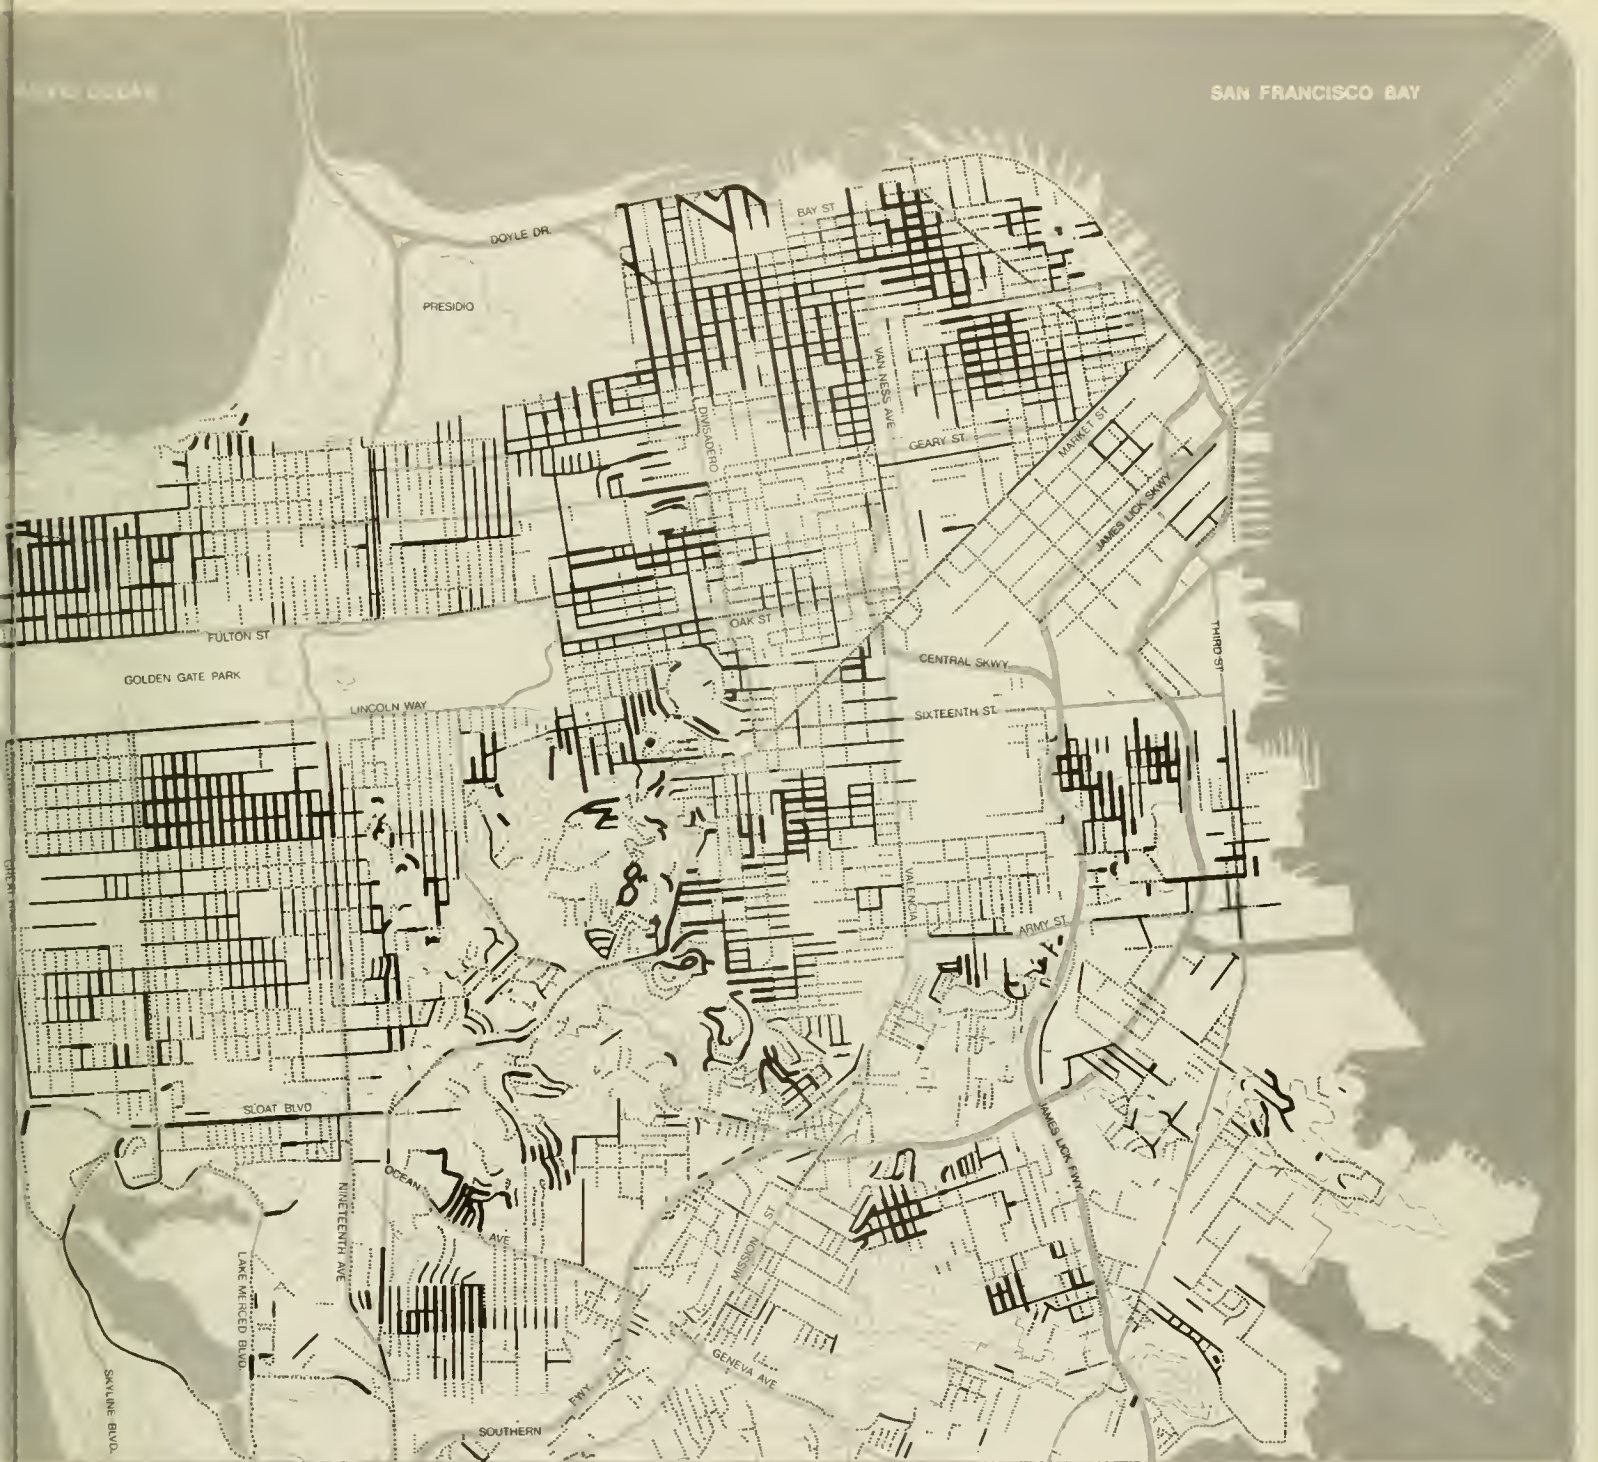 SAN FRANCISCO BAY
BAY ST
DOYLE DR.
PRESIDIO
VAN NESS AVE
DIVISADERO
GEARY ST
MARKET ST
JAMES LICK SKWY
FULTON ST
OAK ST
THIRD ST
GOLDEN GATE PARK
CENTRAL SKWY
LINCOLN WAY
SIXTEENTH ST
VALENCIA
ARMY ST
SLOAT BLVD
JAMES LICK FWY
OCEAN
AVE
NINETEENTH AVE
MISSION ST
LAKE MERCED BLVD.
GENEVA AVE
SKYLINE BLVD.
SOUTHERN
FWY